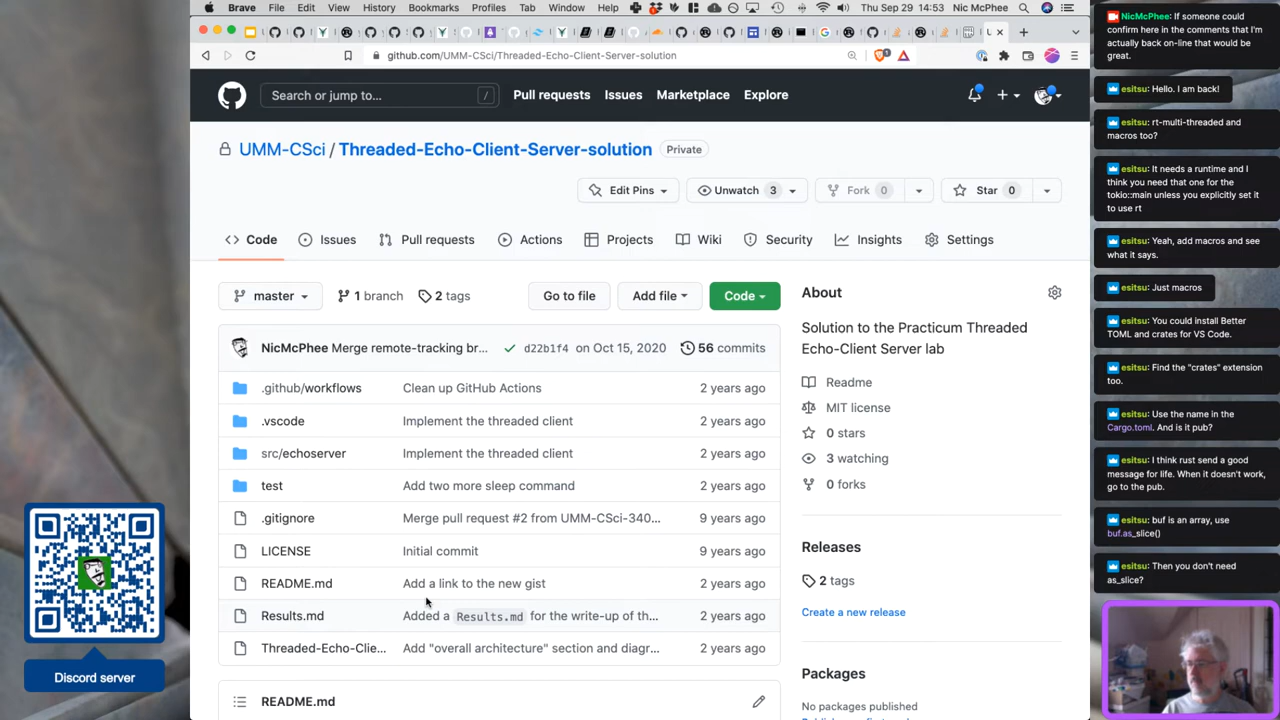 Brave File Edit View History Bookmarks Profiles Tab Window Help Thu Sep 29 14:53 Nic McPhee
github.com/UMM-CSci/Threaded-Echo-Client-Server-solution
Search or jump to... /
Pull requests Issues Marketplace Explore
UMM-CSci / Threaded-Echo-Client-Server-solution Private
Edit Pins Unwatch 3 Fork 0 Star 0
Code Issues Pull requests Actions Projects Wiki Security Insights Settings
master 1 branch 2 tags Go to file Add file Code
NicMcPhee Merge remote-tracking br... d22b1f4 on Oct 15, 2020 56 commits
.github/workflows Clean up GitHub Actions 2 years ago
.vscode Implement the threaded client 2 years ago
src/echoserver Implement the threaded client 2 years ago
test Add two more sleep command 2 years ago
.gitignore Merge pull request #2 from UMM-CSci-340... 9 years ago
LICENSE Initial commit 9 years ago
README.md Add a link to the new gist 2 years ago
Results.md Added a Results.md for the write-up of th... 2 years ago
Threaded-Echo-Clie... Add "overall architecture" section and diagr... 2 years ago
README.md
About
Solution to the Practicum Threaded
Echo-Client Server lab
Readme
MIT license
0 stars
3 watching
0 forks
Releases
2 tags
Create a new release
Packages
No packages published
NicMcPhee: If someone could
confirm here in the comments that I'm
actually back on-line that would be
great.
esitsu: Hello. I am back!
esitsu: rt-multi-threaded and
macros too?
esitsu: It needs a runtime and I
think you need that one for the
tokio::main unless you explicitly set it
to use rt
esitsu: Yeah, add macros and see
what it says.
esitsu: Just macros
esitsu: You could install Better
TOML and crates for VS Code.
esitsu: Find the "crates" extension
too.
esitsu: Use the name in the
Cargo.toml. And is it pub?
esitsu: I think rust send a good
message for life. When it doesn't work,
go to the pub.
esitsu: buf is an array, use
buf.as_slice()
esitsu: Then you don't need
as_slice?
Discord server